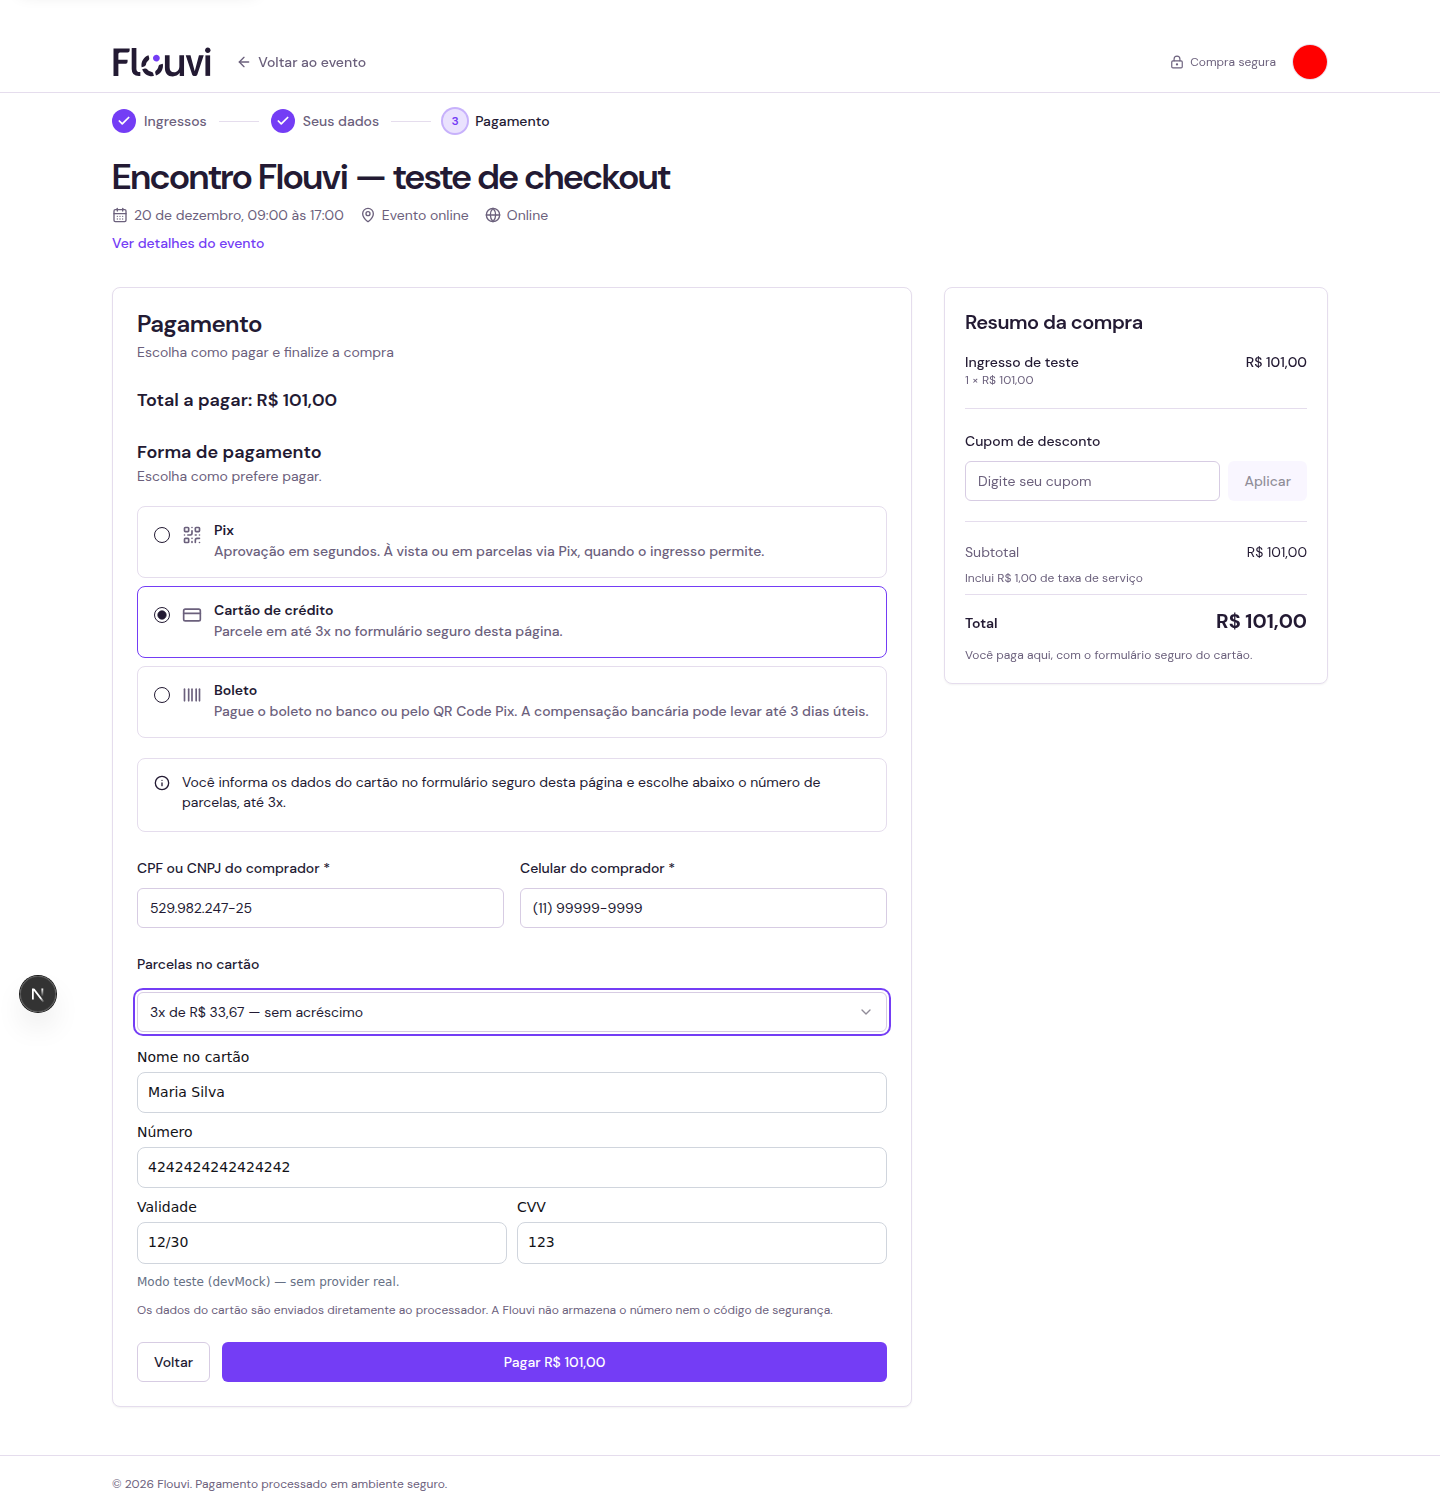 Flouvi
Voltar ao evento
Compra segura
Ingressos
Seus dados
3
Pagamento
Encontro Flouvi — teste de checkout
20 de dezembro, 09:00 às 17:00
Evento online
Online
Ver detalhes do evento
Pagamento
Escolha como pagar e finalize a compra
Total a pagar: R$ 101,00
Forma de pagamento
Escolha como prefere pagar.
Pix
Aprovação em segundos. À vista ou em parcelas via Pix, quando o ingresso permite.
Cartão de crédito
Parcele em até 3x no formulário seguro desta página.
Boleto
Pague o boleto no banco ou pelo QR Code Pix. A compensação bancária pode levar até 3 dias úteis.
Você informa os dados do cartão no formulário seguro desta página e escolhe abaixo o número de
parcelas, até 3x.
CPF ou CNPJ do comprador *
529.982.247-25
Celular do comprador *
(11) 99999-9999
Parcelas no cartão
3x de R$ 33,67 — sem acréscimo
Nome no cartão
Maria Silva
Número
4242424242424242
Validade
12/30
CVV
123
Modo teste (devMock) — sem provider real.
Os dados do cartão são enviados diretamente ao processador. A Flouvi não armazena o número nem o código de segurança.
Voltar
Pagar R$ 101,00
Resumo da compra
Ingresso de teste
R$ 101,00
1 × R$ 101,00
Cupom de desconto
Digite seu cupom
Aplicar
Subtotal
R$ 101,00
Inclui R$ 1,00 de taxa de serviço
Total
R$ 101,00
Você paga aqui, com o formulário seguro do cartão.
N
© 2026 Flouvi. Pagamento processado em ambiente seguro.